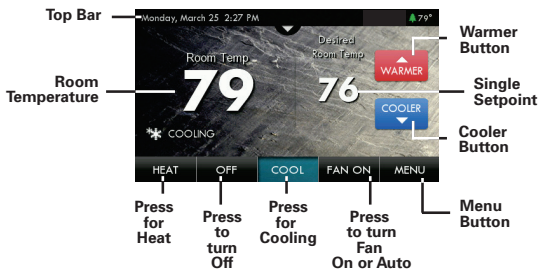 Top Bar
Monday, March 25 2:27 PM
79°
Warmer
Button
Desired
Room Temp
Room Temp
WARMER
Room
Temperature
79
76
Single
Setpoint
COOLER
COOLING
Cooler
Button
HEAT
OFF
COOL
FAN ON
MENU
Press
for
Heat
Press
to
turn
Off
Press
for
Cooling
Press
to turn
Fan
On or Auto
Menu
Button